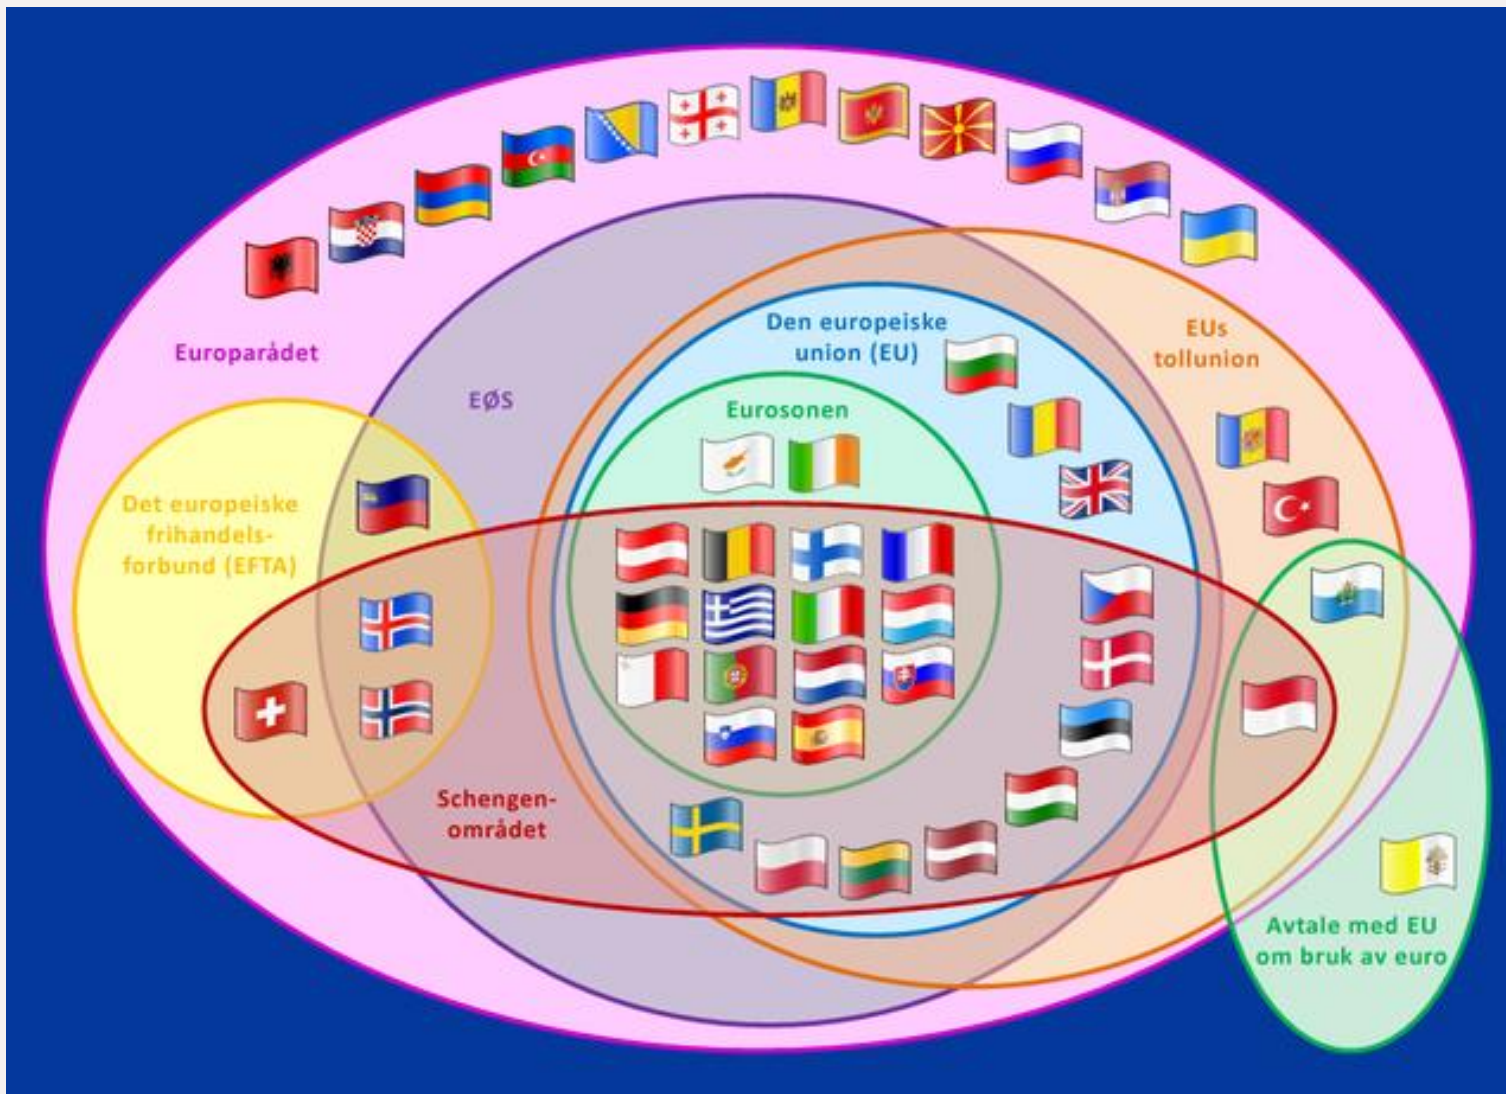 Europarådet
EØS
Den europeiske
union (EU)
EUs
tollunion
Eurosonen
Det europeiske
frihandels-
forbund (EFTA)
Schengen-
området
Avtale med EU
om bruk av euro